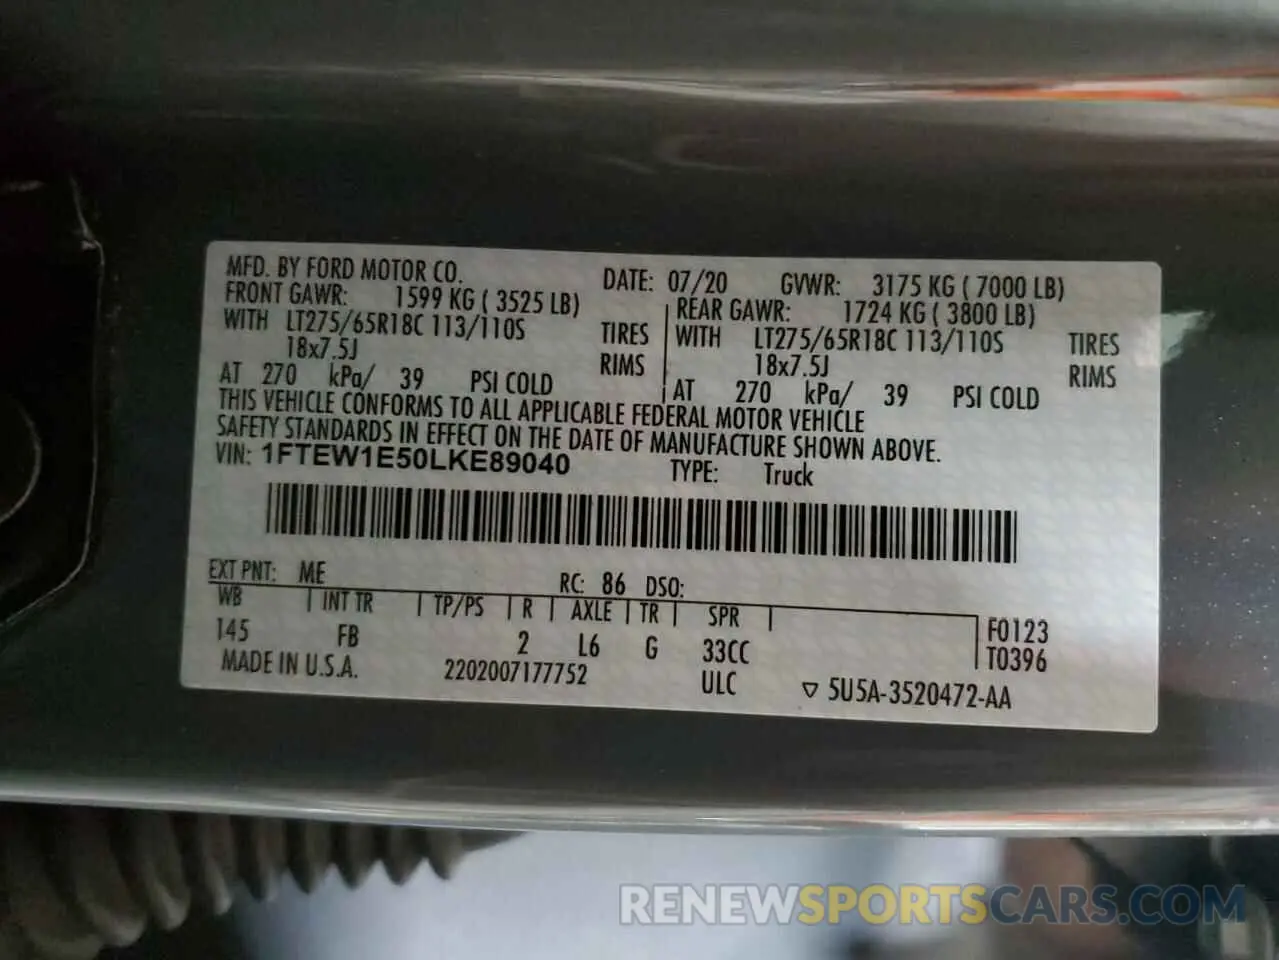 MFD. BY FORD MOTOR CO. DATE: 07/20 GVWR: 3175 KG ( 7000 LB)
FRONT GAWR: 1599 KG ( 3525 LB) REAR GAWR: 1724 KG ( 3800 LB)
WITH LT275/65R18C 113/110S TIRES WITH LT275/65R18C 113/110S TIRES
18x7.5J RIMS 18x7.5J RIMS
AT 270 kPa/ 39 PSI COLD AT 270 kPa/ 39 PSI COLD
THIS VEHICLE CONFORMS TO ALL APPLICABLE FEDERAL MOTOR VEHICLE
SAFETY STANDARDS IN EFFECT ON THE DATE OF MANUFACTURE SHOWN ABOVE.
VIN: 1FTEW1E50LKE89040 TYPE: Truck
EXT PNT: ME RC: 86 DSO:
WB INT TR TP/PS R AXLE TR SPR F0123
145 FB 2 L6 G 33CC T0396
MADE IN U.S.A. 2202007177752 ULC ▽ 5U5A-3520472-AA
RENEWSPORTSCARS.COM